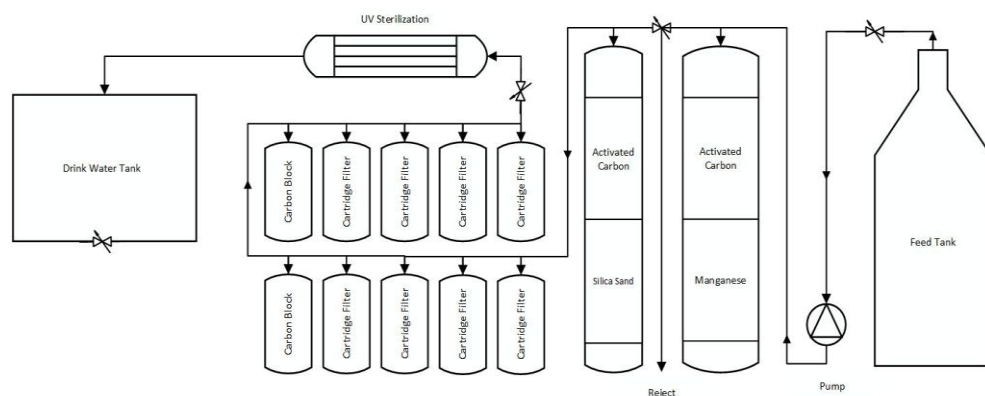 UV Sterilization
Drink Water Tank
Carbon Block
Cartridge Filter
Cartridge Filter
Cartridge Filter
Cartridge Filter
Carbon Block
Cartridge Filter
Cartridge Filter
Cartridge Filter
Cartridge Filter
Activated
Carbon
Silica Sand
Activated
Carbon
Manganese
Reject
Pump
Feed Tank